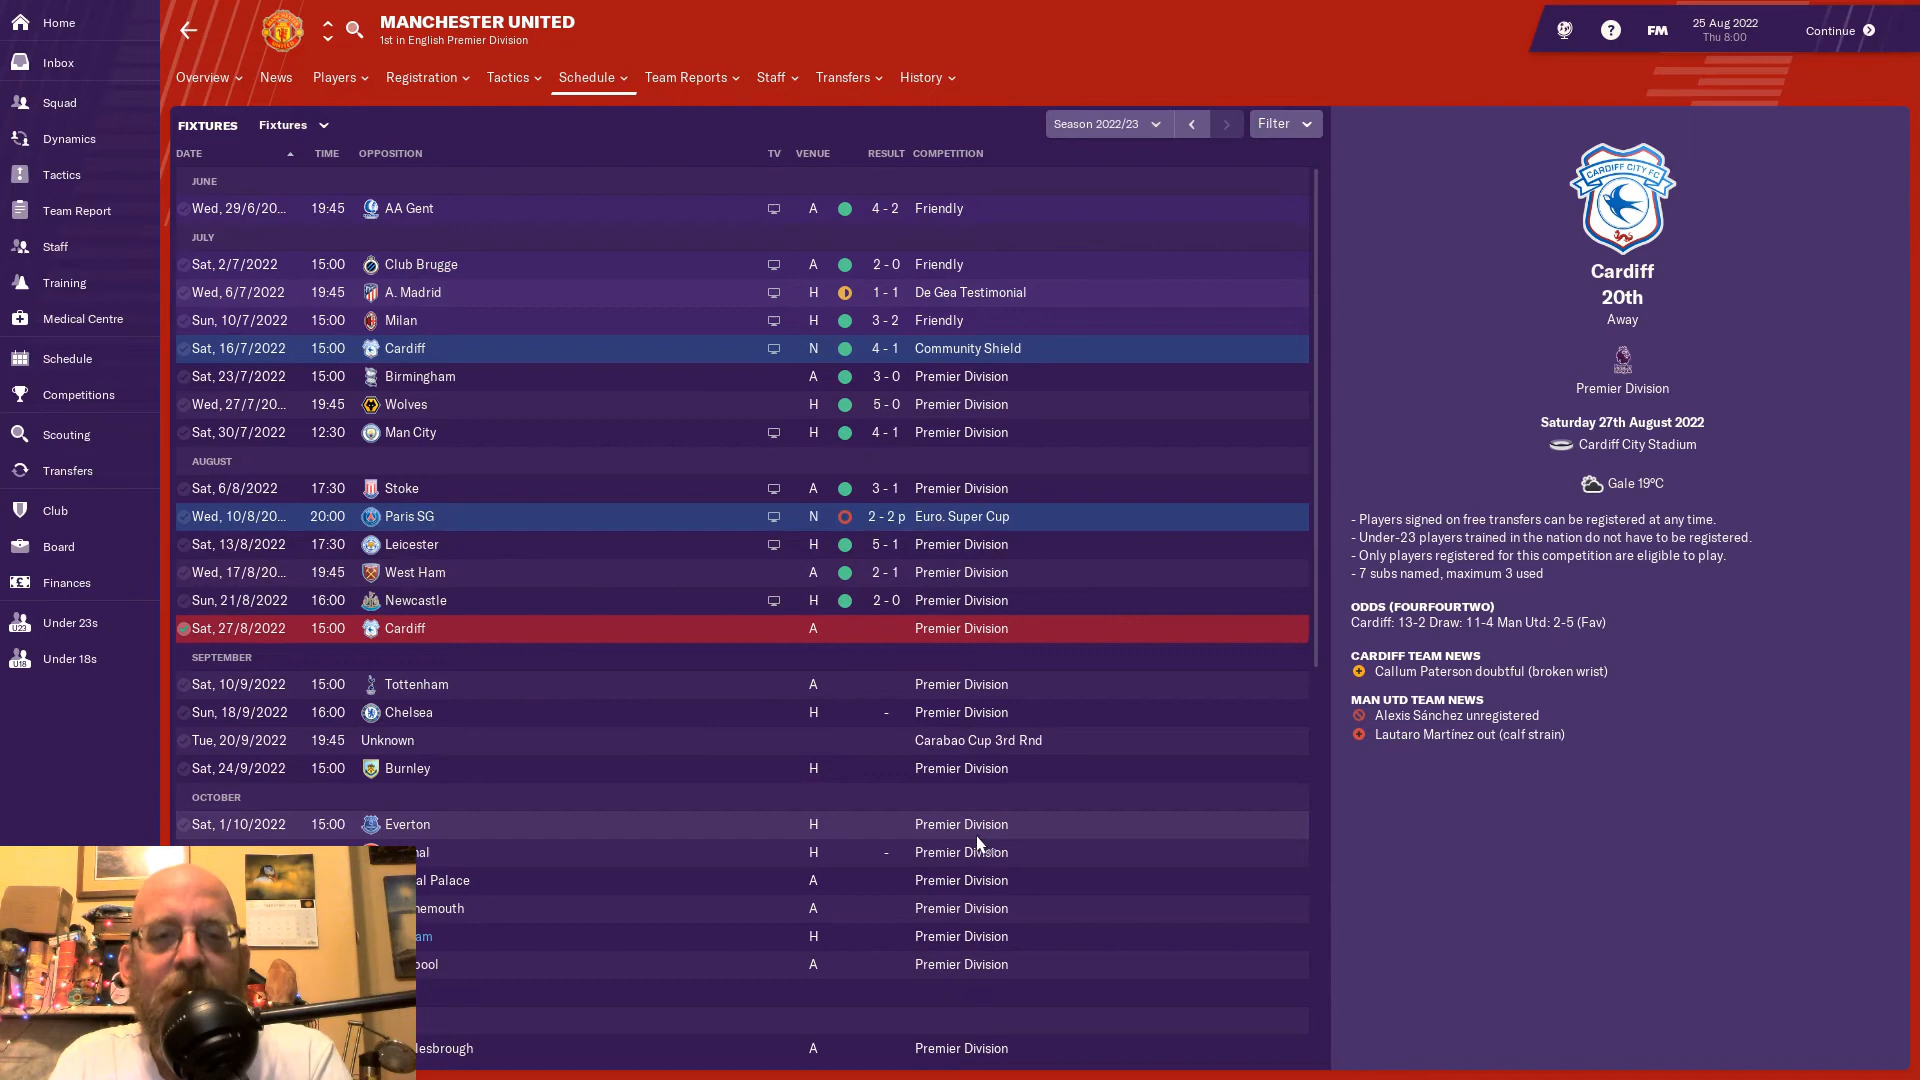 Home
Inbox
Squad
Dynamics
Tactics
Team Report
Staff
Training
Medical Centre
Schedule
Competitions
Scouting
Transfers
Club
Board
Finances
U23 Under 23s
U18 Under 18s
MANCHESTER UNITED
1st in English Premier Division
FM
25 Aug 2022
Thu 8:00
Continue
Overview News Players Registration Tactics Schedule Team Reports Staff Transfers History
FIXTURES Fixtures Season 2022/23 Filter
DATE TIME OPPOSITION TV VENUE RESULT COMPETITION
JUNE
Wed, 29/6/20... 19:45 AA Gent A 4 - 2 Friendly
JULY
Sat, 2/7/2022 15:00 Club Brugge A 2 - 0 Friendly
Wed, 6/7/2022 19:45 A. Madrid H 1 - 1 De Gea Testimonial
Sun, 10/7/2022 15:00 Milan H 3 - 2 Friendly
Sat, 16/7/2022 15:00 Cardiff N 4 - 1 Community Shield
Sat, 23/7/2022 15:00 Birmingham A 3 - 0 Premier Division
Wed, 27/7/20... 19:45 Wolves H 5 - 0 Premier Division
Sat, 30/7/2022 12:30 Man City H 4 - 1 Premier Division
AUGUST
Sat, 6/8/2022 17:30 Stoke A 3 - 1 Premier Division
Wed, 10/8/20... 20:00 Paris SG N 2 - 2 p Euro. Super Cup
Sat, 13/8/2022 17:30 Leicester H 5 - 1 Premier Division
Wed, 17/8/20... 19:45 West Ham A 2 - 1 Premier Division
Sun, 21/8/2022 16:00 Newcastle H 2 - 0 Premier Division
Sat, 27/8/2022 15:00 Cardiff A Premier Division
SEPTEMBER
Sat, 10/9/2022 15:00 Tottenham A Premier Division
Sun, 18/9/2022 16:00 Chelsea H - Premier Division
Tue, 20/9/2022 19:45 Unknown Carabao Cup 3rd Rnd
Sat, 24/9/2022 15:00 Burnley H Premier Division
OCTOBER
Sat, 1/10/2022 15:00 Everton H Premier Division
nal H - Premier Division
al Palace A Premier Division
nemouth A Premier Division
am H Premier Division
pool A Premier Division
lesbrough A Premier Division
CARDIFF CITY FC
Cardiff
20th
Away
Premier Division
Saturday 27th August 2022
Cardiff City Stadium
Gale 19°C
- Players signed on free transfers can be registered at any time.
- Under-23 players trained in the nation do not have to be registered.
- Only players registered for this competition are eligible to play.
- 7 subs named, maximum 3 used
ODDS (FOURFOURTWO)
Cardiff: 13-2 Draw: 11-4 Man Utd: 2-5 (Fav)
CARDIFF TEAM NEWS
Callum Paterson doubtful (broken wrist)
MAN UTD TEAM NEWS
Alexis Sánchez unregistered
Lautaro Martínez out (calf strain)